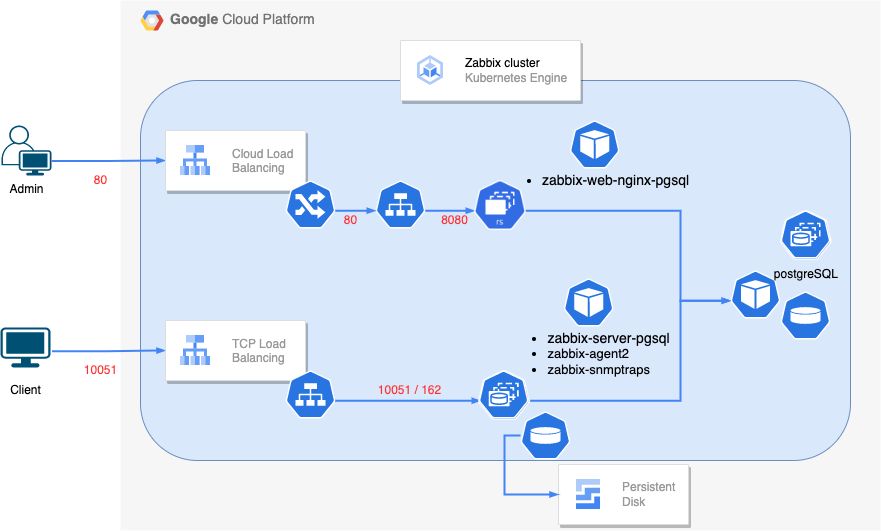 Google Cloud Platform
Zabbix cluster
Kubernetes Engine
Cloud Load
Balancing
Admin
80
zabbix-web-nginx-pgsql
80
8080
rs
postgreSQL
TCP Load
Balancing
zabbix-server-pgsql
zabbix-agent2
zabbix-snmptraps
10051
Client
10051 / 162
Persistent
Disk